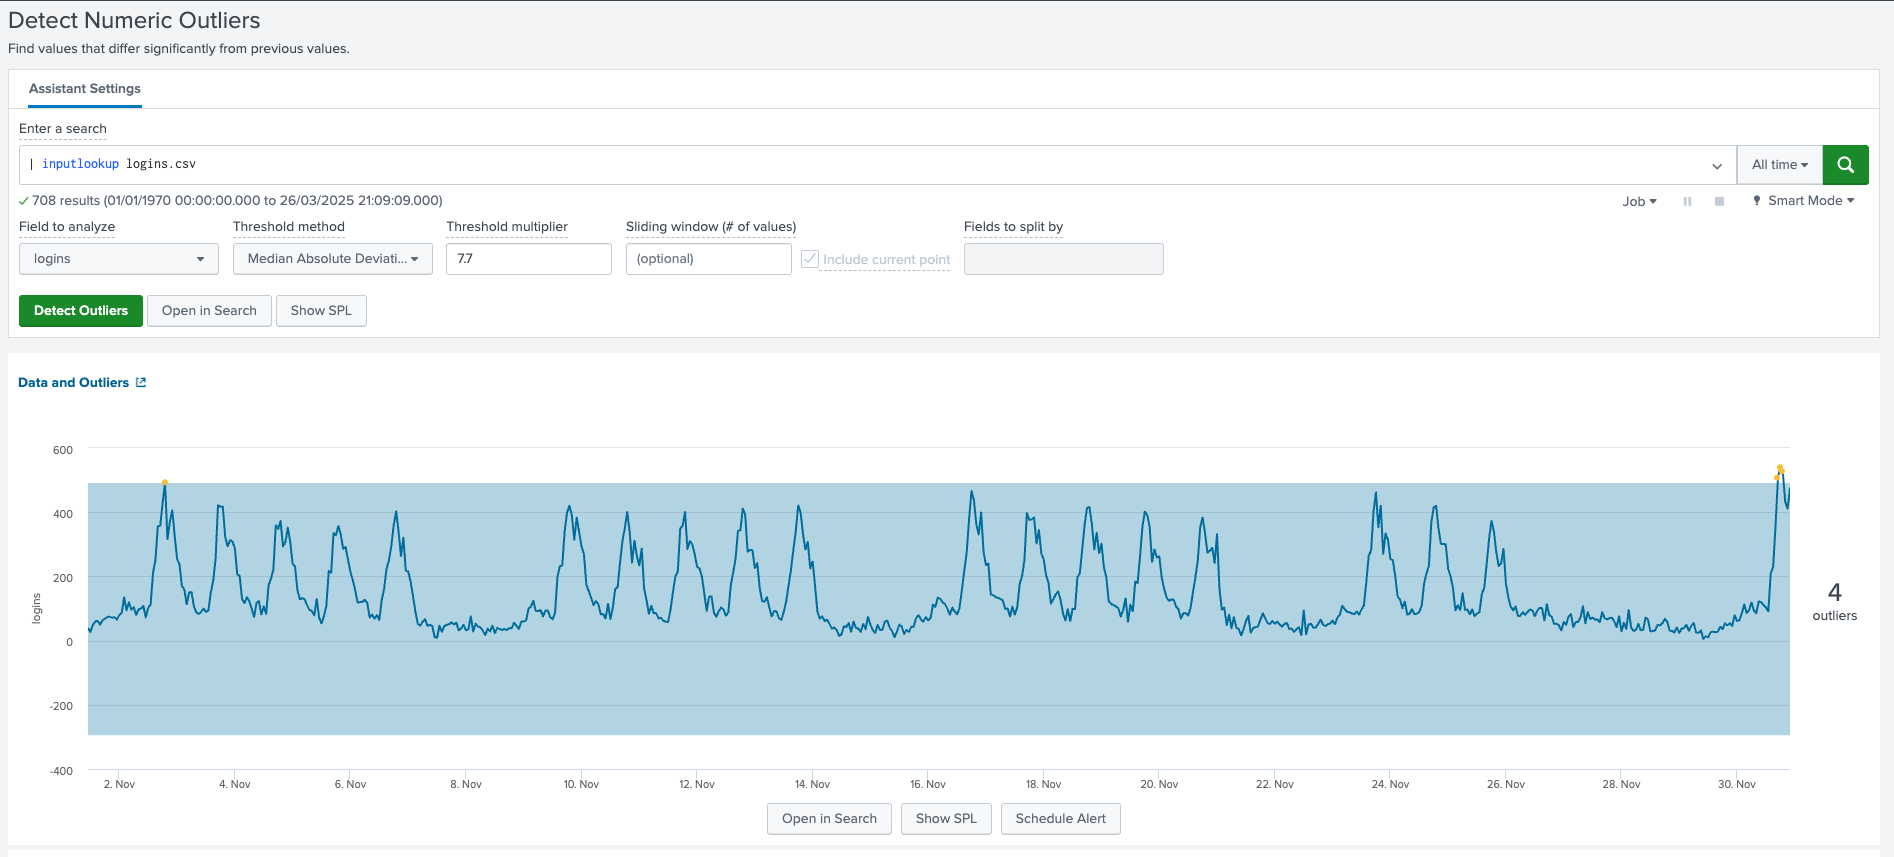 Detect Numeric Outliers
Find values that differ significantly from previous values.
Assistant Settings
Enter a search
| inputlookup logins.csv
All time
708 results (01/01/1970 00:00:00.000 to 26/03/2025 21:09:09.000)
Job
Smart Mode
Field to analyze
Threshold method
Threshold multiplier
Sliding window (# of values)
Fields to split by
logins
Median Absolute Deviati...
7.7
(optional)
Include current point
Detect Outliers
Open in Search
Show SPL
Data and Outliers
600
400
200
0
-200
-400
logins
4
outliers
2. Nov
4. Nov
6. Nov
8. Nov
10. Nov
12. Nov
14. Nov
16. Nov
18. Nov
20. Nov
22. Nov
24. Nov
26. Nov
28. Nov
30. Nov
Open in Search
Show SPL
Schedule Alert